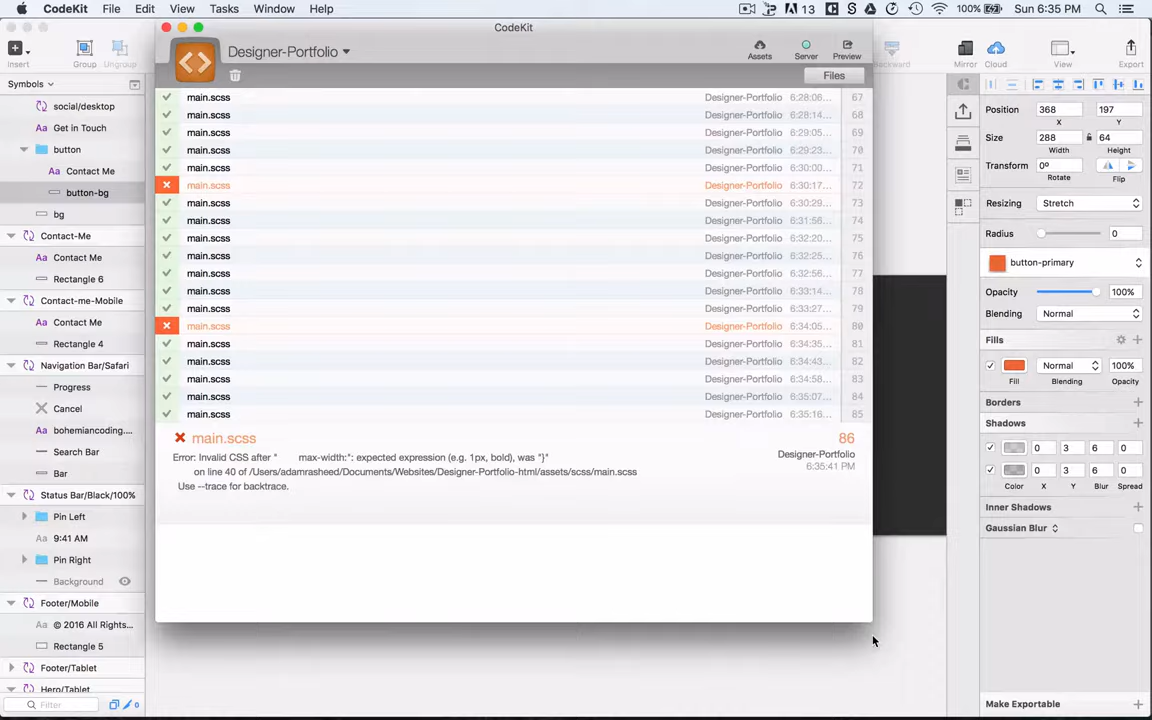 CodeKit File Edit View Tasks Window Help 13 100% Sun 6:35 PM
CodeKit
Insert Group Ungroup
Designer-Portfolio
Assets Server Preview
Backward Mirror Cloud View Export
Files
Symbols
social/desktop
Get in Touch
button
Contact Me
button-bg
bg
Contact-Me
Contact Me
Rectangle 6
Contact-me-Mobile
Contact Me
Rectangle 4
Navigation Bar/Safari
Progress
Cancel
bohemiancoding....
Search Bar
Bar
Status Bar/Black/100%
Pin Left
9:41 AM
Pin Right
Background
Footer/Mobile
© 2016 All Rights...
Rectangle 5
Footer/Tablet
Hero/Tablet
Filter 0
main.scss Designer-Portfolio 6:28:06... 67
main.scss Designer-Portfolio 6:28:14... 68
main.scss Designer-Portfolio 6:29:05... 69
main.scss Designer-Portfolio 6:29:23... 70
main.scss Designer-Portfolio 6:30:00... 71
main.scss Designer-Portfolio 6:30:17... 72
main.scss Designer-Portfolio 6:30:29... 73
main.scss Designer-Portfolio 6:31:56... 74
main.scss Designer-Portfolio 6:32:20... 75
main.scss Designer-Portfolio 6:32:25... 76
main.scss Designer-Portfolio 6:32:56... 77
main.scss Designer-Portfolio 6:33:14... 78
main.scss Designer-Portfolio 6:33:27... 79
main.scss Designer-Portfolio 6:34:05... 80
main.scss Designer-Portfolio 6:34:35... 81
main.scss Designer-Portfolio 6:34:43... 82
main.scss Designer-Portfolio 6:34:58... 83
main.scss Designer-Portfolio 6:35:07... 84
main.scss Designer-Portfolio 6:35:16... 85
main.scss 86
Designer-Portfolio
6:35:41 PM
Error: Invalid CSS after " max-width:": expected expression (e.g. 1px, bold), was "}"
on line 40 of /Users/adamrasheed/Documents/Websites/Designer-Portfolio-html/assets/scss/main.scss
Use --trace for backtrace.
Position 368 197
X Y
Size 288 64
Width Height
Transform 0º
Rotate Flip
Resizing Stretch
Radius 0
button-primary
Opacity 100%
Blending Normal
Fills
Normal 100%
Fill Blending Opacity
Borders
Shadows
0 3 6 0
0 3 6 0
Color X Y Blur Spread
Inner Shadows
Gaussian Blur
Make Exportable